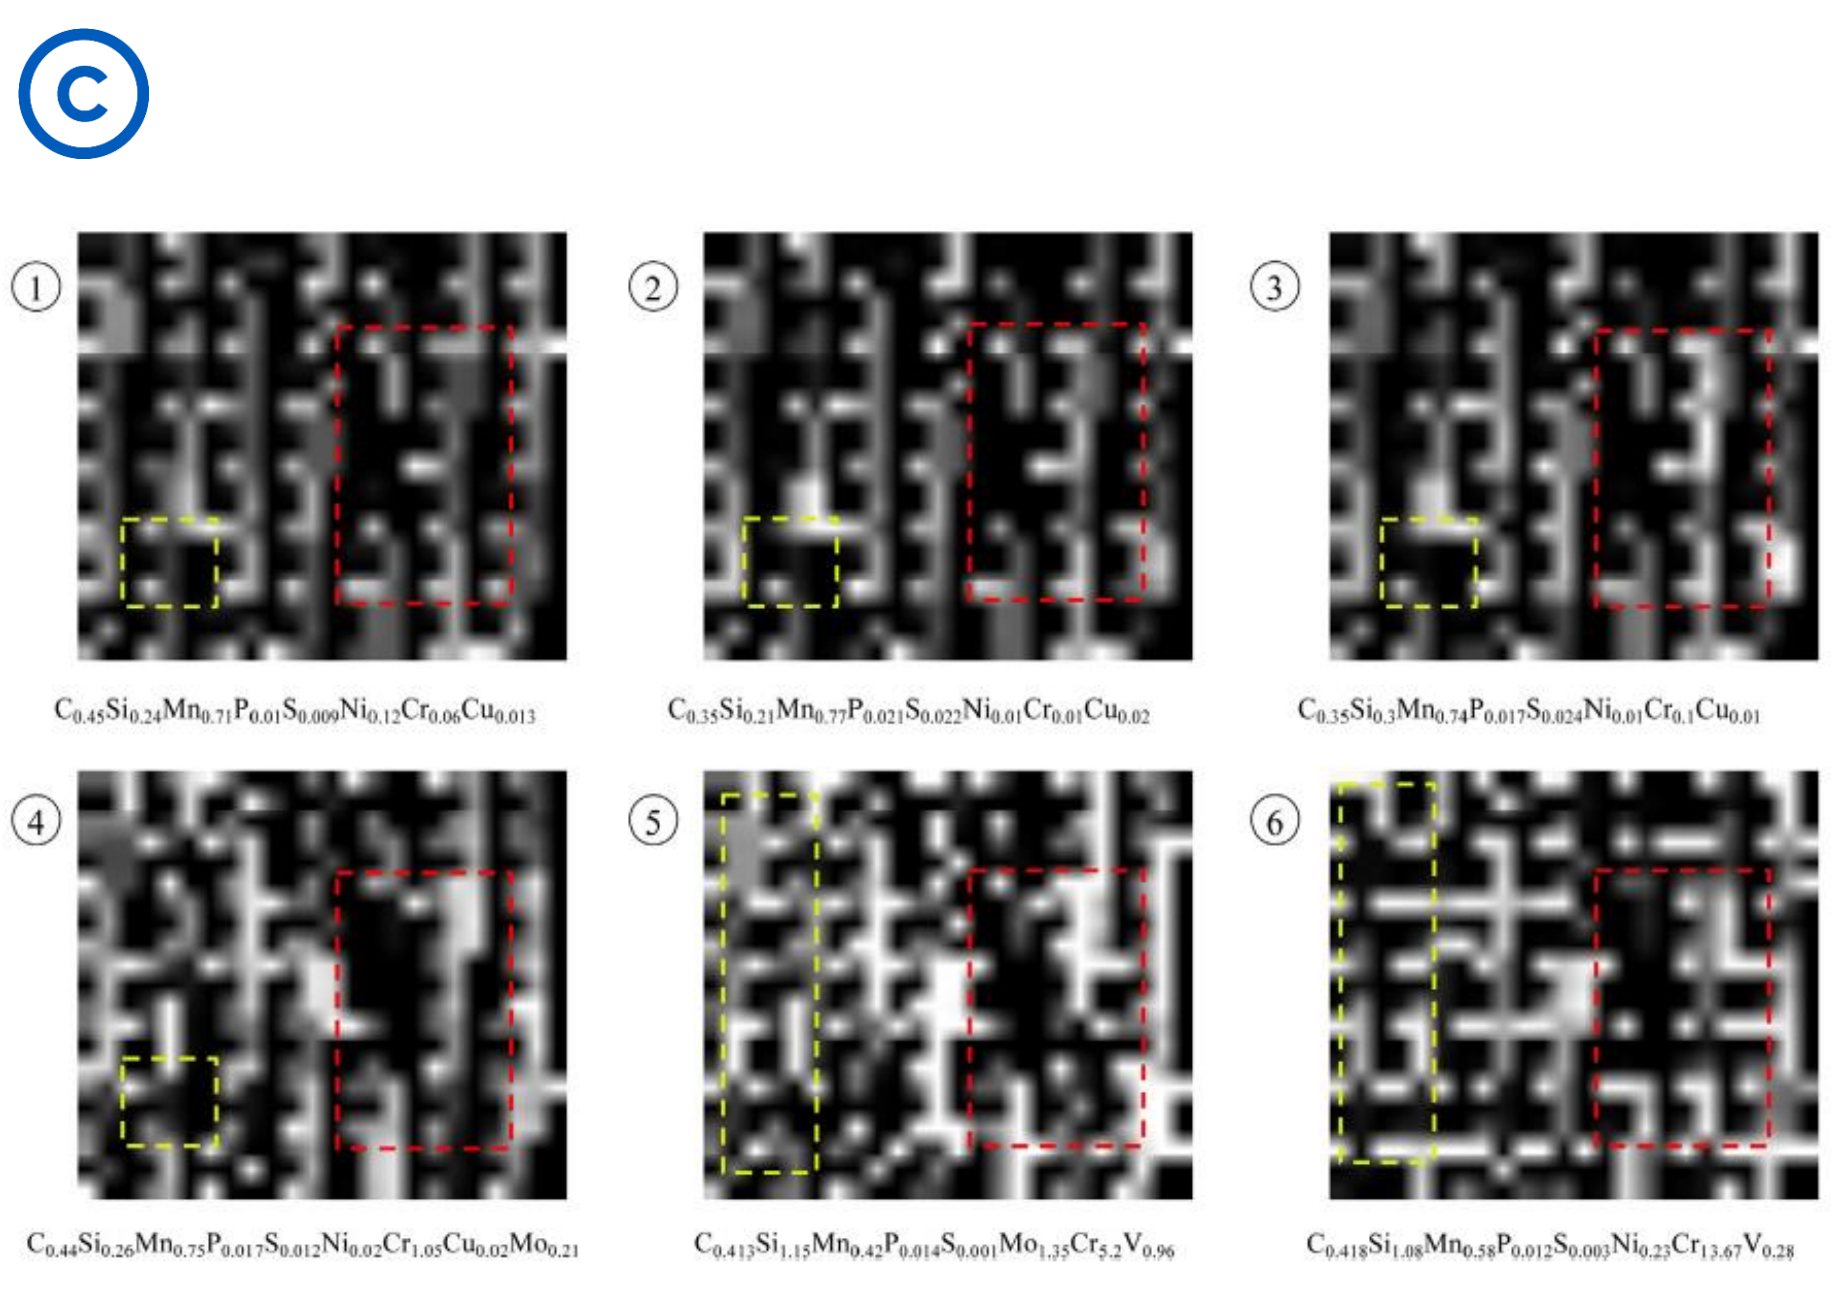 C
① ② ③
C₀.₄₅Si₀.₂₄Mn₀.₇₁P₀.₀₁S₀.₀₀₉Ni₀.₁₂Cr₀.₀₆Cu₀.₀₁₃
C₀.₃₅Si₀.₂₁Mn₀.₇₇P₀.₀₂₁S₀.₀₂₂Ni₀.₀₁Cr₀.₀₁Cu₀.₀₂
C₀.₃₅Si₀.₃Mn₀.₇₄P₀.₀₁₇S₀.₀₂₄Ni₀.₀₁Cr₀.₁Cu₀.₀₁
④ ⑤ ⑥
C₀.₄₄Si₀.₂₆Mn₀.₇₅P₀.₀₁₇S₀.₀₁₂Ni₀.₀₂Cr₁.₀₅Cu₀.₀₂Mo₀.₂₁
C₀.₄₁₃Si₁.₁₅Mn₀.₄₂P₀.₀₁₄S₀.₀₀₁Mo₁.₃₅Cr₅.₂V₀.₉₆
C₀.₄₁₈Si₁.₀₈Mn₀.₅₈P₀.₀₁₂S₀.₀₀₃Ni₀.₂₃Cr₁₃.₆₇V₀.₂₈